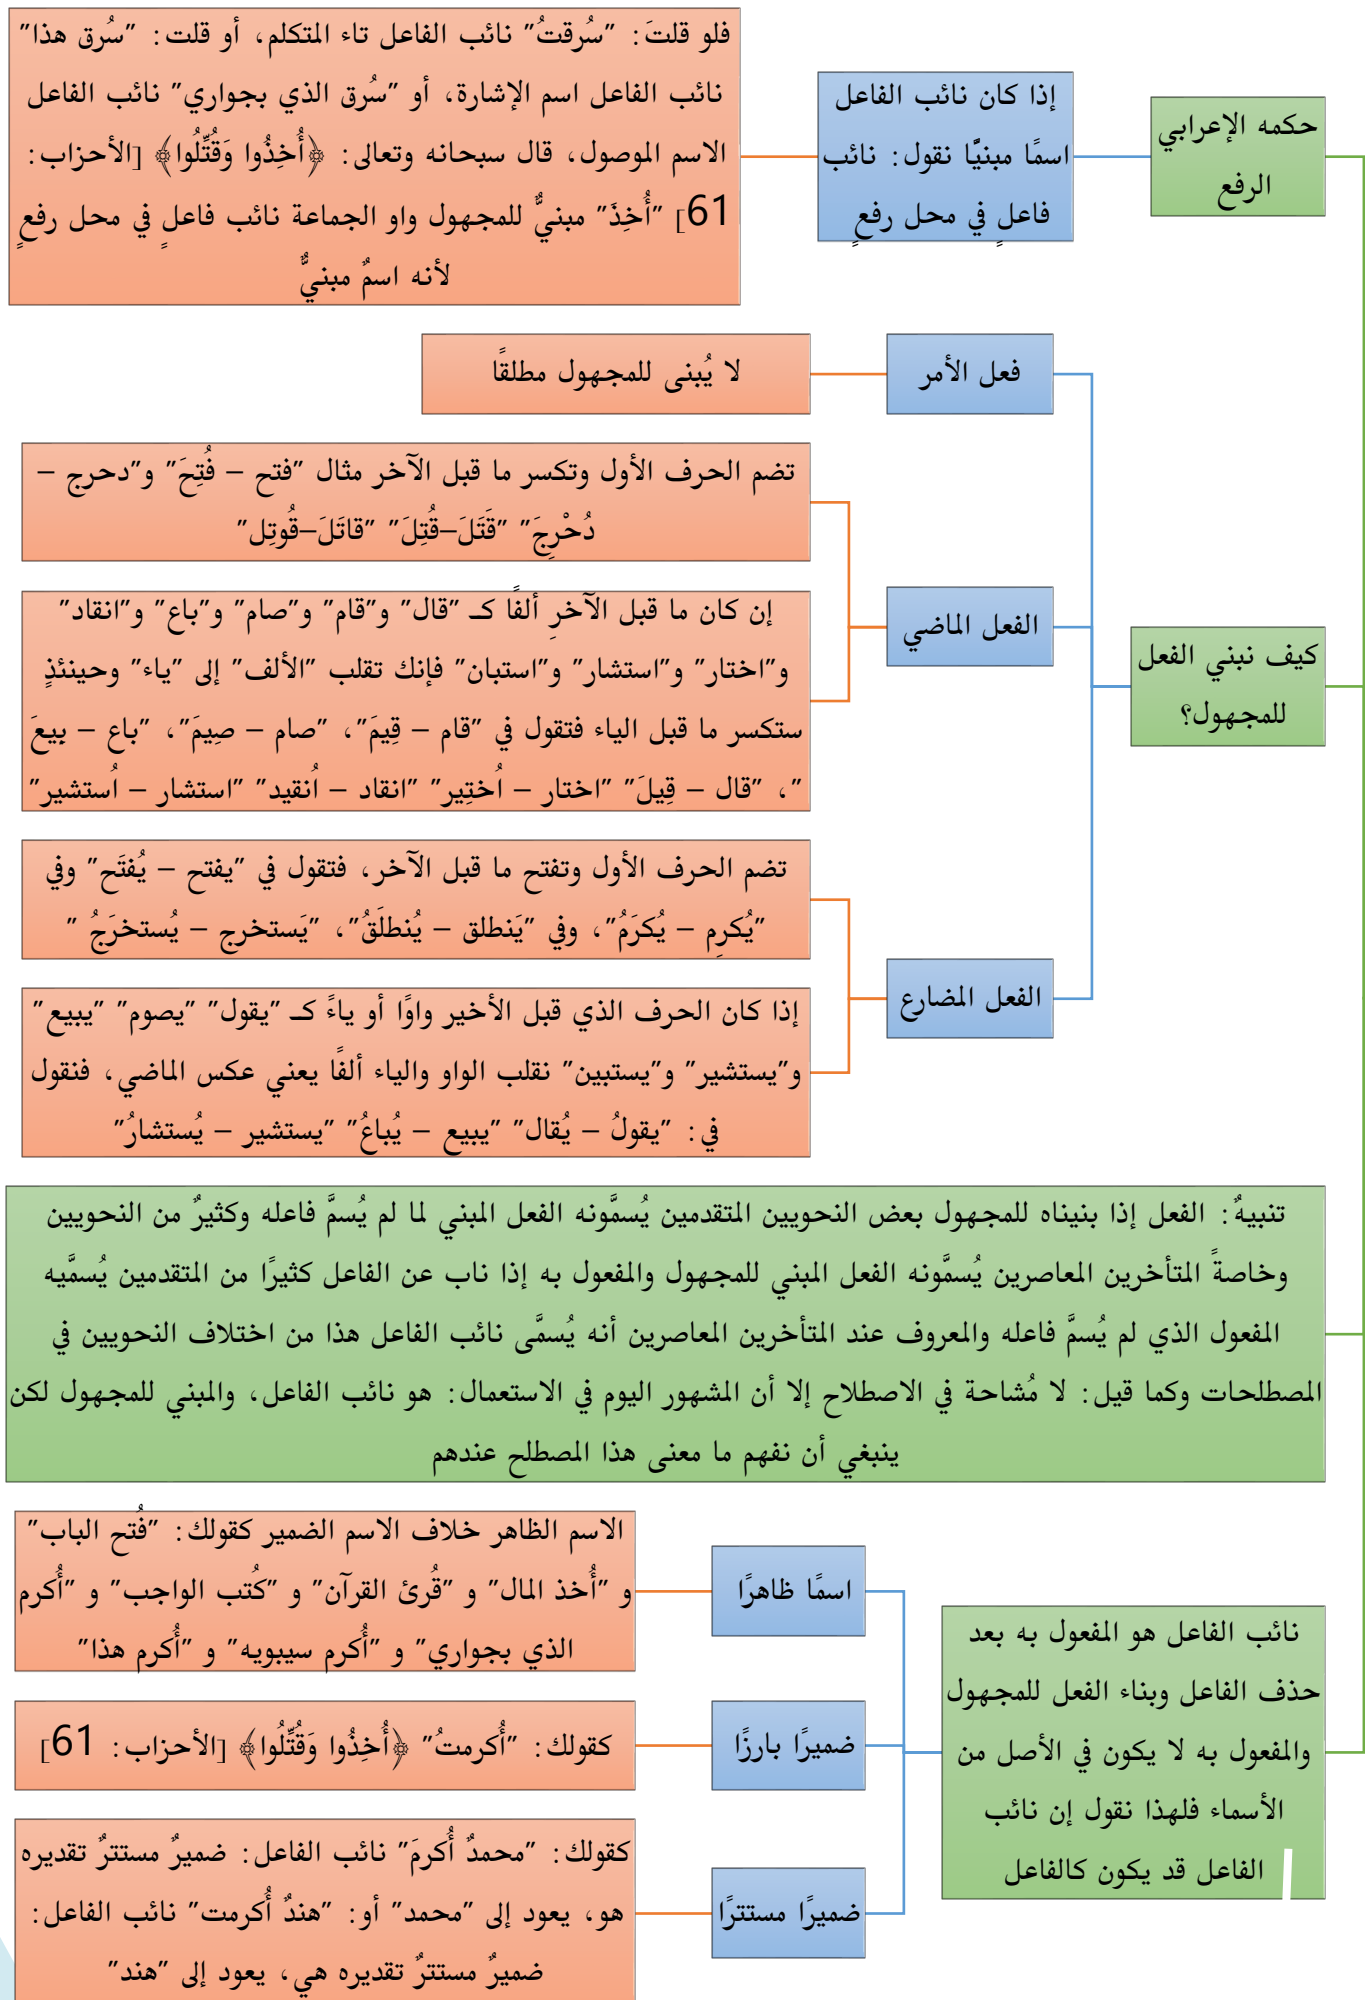 حكمه الإعرابي
الرفع
إذا كان نائب الفاعل
اسمًا مبنيًّا نقول: نائب
فاعلٍ في محل رفعٍ
فلو قلتَ: "سُرقتُ" نائب الفاعل تاء المتكلم، أو قلت: "سُرق هذا"
نائب الفاعل اسم الإشارة، أو "سُرق الذي بجواري" نائب الفاعل
الاسم الموصول، قال سبحانه وتعالى: ﴿أُخِذُوا وَقُتِّلُوا﴾ [الأحزاب:
61] "أُخِذَ" مبنيٌّ للمجهول واو الجماعة نائب فاعلٍ في محل رفعٍ
لأنه اسمٌ مبنيٌّ
كيف نبني الفعل
للمجهول؟
فعل الأمر
لا يُبنى للمجهول مطلقًا
الفعل الماضي
تضم الحرف الأول وتكسر ما قبل الآخر مثال "فتح – فُتِحَ" و"دحرج –
دُحْرِجَ" "قَتَلَ–قُتِلَ" "قاتَلَ–قُوتِل"
إن كان ما قبل الآخرِ ألفًا كـ "قال" و"قام" و"صام" و"باع" و"انقاد"
و"اختار" و"استشار" و"استبان" فإنك تقلب "الألف" إلى "ياء" وحينئذٍ
ستكسر ما قبل الياء فتقول في "قام – قِيمَ"، "صام – صِيمَ"، "باع – بيعَ
"، "قال – قِيلَ" "اختار – اُختِير" "انقاد – اُنقيد" "استشار – اُستشير"
الفعل المضارع
تضم الحرف الأول وتفتح ما قبل الآخر، فتقول في "يفتح – يُفتَح" وفي
"يُكرِم – يُكرَمُ"، وفي "يَنطلق – يُنطلَقُ"، "يَستخرج – يُستخرَجُ "
إذا كان الحرف الذي قبل الأخير واوًا أو ياءً كـ "يقول" "يصوم" "يبيع"
و"يستشير" و"يستبين" نقلب الواو والياء ألفًا يعني عكس الماضي، فنقول
في: "يقولُ – يُقال" "يبيع – يُباعُ" "يستشير – يُستشارُ"
تنبيهٌ: الفعل إذا بنيناه للمجهول بعض النحويين المتقدمين يُسمَّونه الفعل المبني لما لم يُسمَّ فاعله وكثيرٌ من النحويين
وخاصةً المتأخرين المعاصرين يُسمَّونه الفعل المبني للمجهول والمفعول به إذا ناب عن الفاعل كثيرًا من المتقدمين يُسمَّيه
المفعول الذي لم يُسمَّ فاعله والمعروف عند المتأخرين المعاصرين أنه يُسمَّى نائب الفاعل هذا من اختلاف النحويين في
المصطلحات وكما قيل: لا مُشاحة في الاصطلاح إلا أن المشهور اليوم في الاستعمال: هو نائب الفاعل، والمبني للمجهول لكن
ينبغي أن نفهم ما معنى هذا المصطلح عندهم
نائب الفاعل هو المفعول به بعد
حذف الفاعل وبناء الفعل للمجهول
والمفعول به لا يكون في الأصل من
الأسماء فلهذا نقول إن نائب
الفاعل قد يكون كالفاعل
اسمًا ظاهرًا
الاسم الظاهر خلاف الاسم الضمير كقولك: "فُتح الباب"
و "أُخذ المال" و "قُرئ القرآن" و "كُتب الواجب" و "أُكرم
الذي بجواري" و "أُكرم سيبويه" و "أُكرم هذا"
ضميرًا بارزًا
كقولك: "أُكرمتُ" ﴿أُخِذُوا وَقُتِّلُوا﴾ [الأحزاب: 61]
ضميرًا مستترًا
كقولك: "محمدٌ أُكرمَ" نائب الفاعل: ضميرٌ مستترٌ تقديره
هو، يعود إلى "محمد" أو: "هندٌ أُكرمت" نائب الفاعل:
ضميرٌ مستترٌ تقديره هي، يعود إلى "هند"